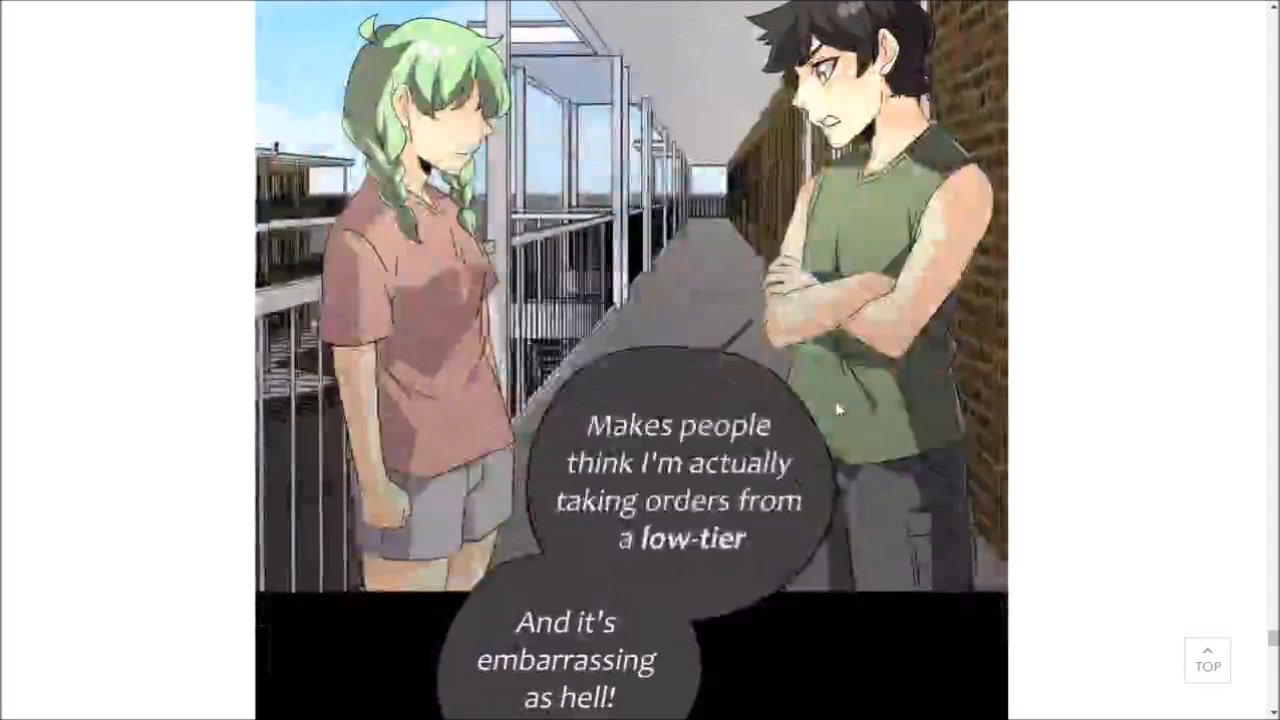 Makes people
think I'm actually
taking orders from
a low-tier
And it's
embarrassing
as hell!
TOP